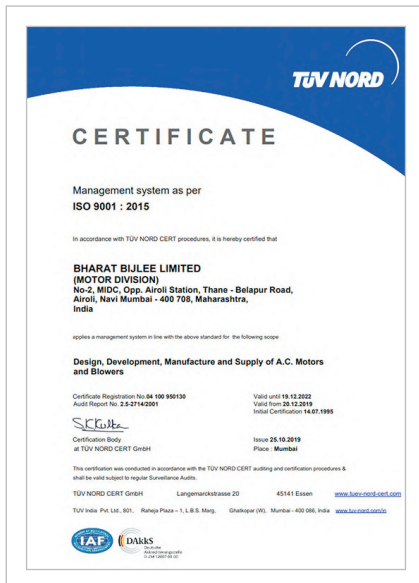 TÜV NORD
CERTIFICATE
Management system as per
ISO 9001 : 2015
In accordance with TÜV NORD CERT procedures, it is hereby certified that
BHARAT BIJLEE LIMITED
(MOTOR DIVISION)
No-2, MIDC, Opp. Airoli Station, Thane - Belapur Road,
Airoli, Navi Mumbai - 400 708, Maharashtra,
India
applies a management system in line with the above standard for the following scope
Design, Development, Manufacture and Supply of A.C. Motors
and Blowers
Certificate Registration No.04 100 950130 Valid until 19.12.2022
Audit Report No. 2.5-2714/2001 Valid from 20.12.2019
Initial Certification 14.07.1995
Certification Body Issue 25.10.2019
at TÜV NORD CERT GmbH Place : Mumbai
This certification was conducted in accordance with the TÜV NORD CERT auditing and certification procedures &
shall be valid subject to regular Surveillance Audits.
TÜV NORD CERT GmbH Langemarckstrasse 20 45141 Essen www.tuev-nord-cert.com
TUV India Pvt. Ltd., 801, Raheja Plaza – 1, L.B.S. Marg, Ghatkopar (W), Mumbai - 400 086, India www.tuv-nord.com/in
IAF
DAkkS
Deutsche
Akkreditierungsstelle